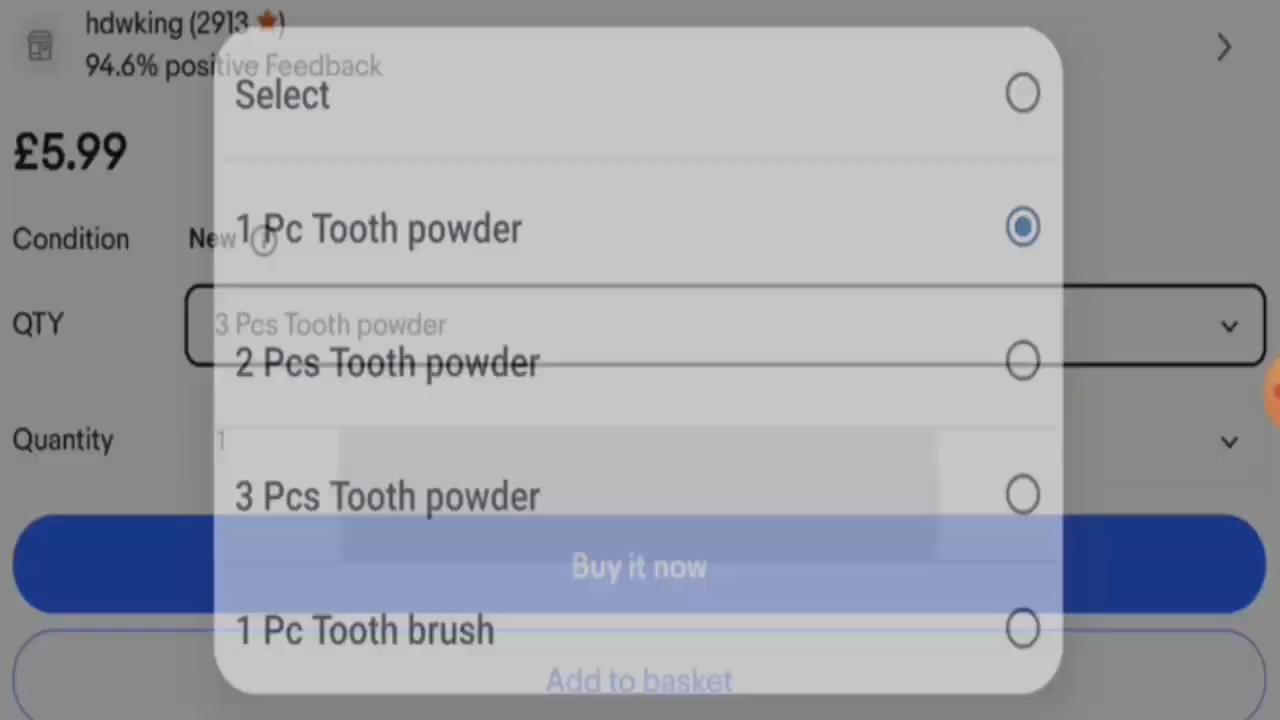 hdwking (2913 )
94.6% positive Feedback
Select
£5.99
1 Pc Tooth powder
Condition New ?
QTY 3 Pcs Tooth powder
2 Pcs Tooth powder
Quantity 1
3 Pcs Tooth powder
Buy it now
1 Pc Tooth brush
Add to basket